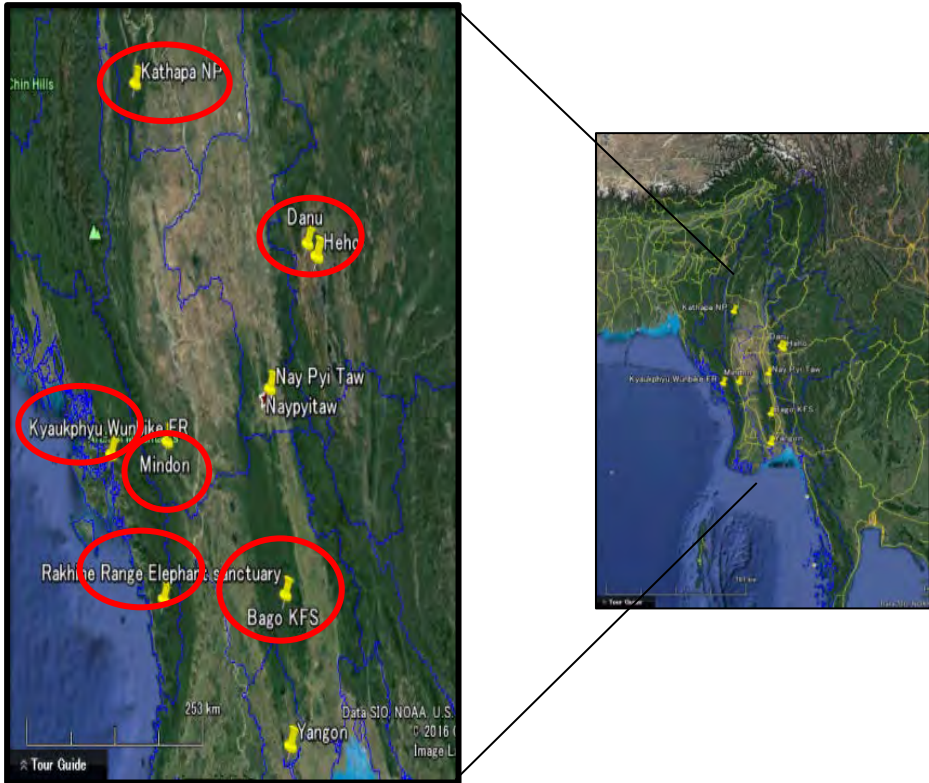 Kathapa NP
Chin Hills
Danu
Heho
Nay Pyi Taw
Naypyitaw
Kyaukphyu Wunbike FR
Mindon
Rakhine Range Elephant sanctuary
Bago KFS
253 km
Data SIO, NOAA, U.S.
© 2016
Image
Yangon
Tour Guide
Kathapa NP
Danu
Heho
Nay Pyi Taw
Mindon
Kyaukphyu Wunbike FR
Bago KFS
Yangon
Tour Guide